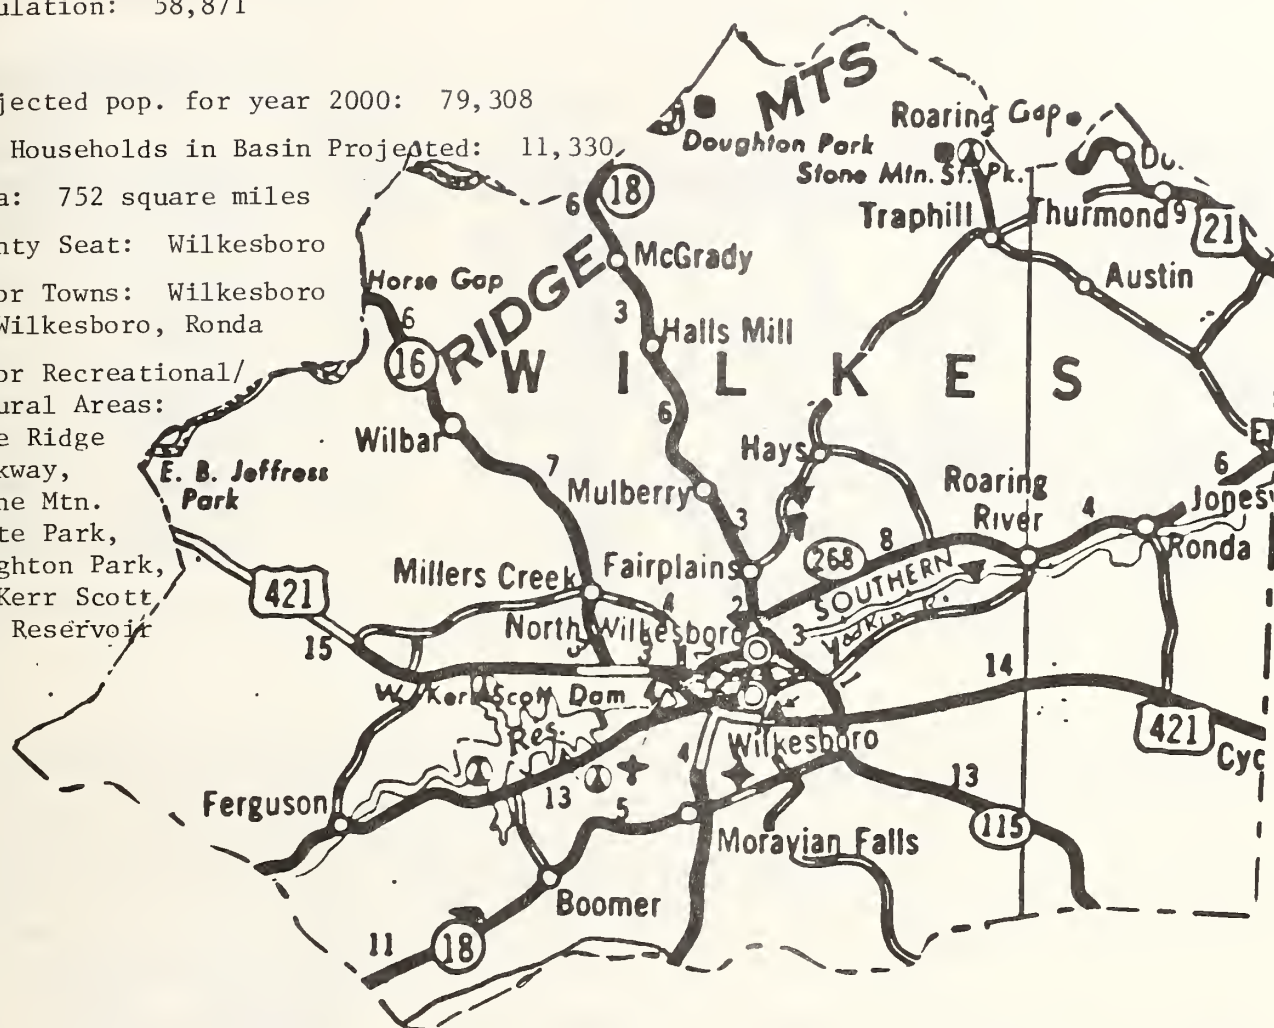 ulation: 58,871
jected pop. for year 2000: 79,308
Households in Basin Projected: 11,330
a: 752 square miles
nty Seat: Wilkesboro
or Towns: Wilkesboro
Wilkesboro, Ronda
or Recreational/
ural Areas:
e Ridge
kway,
ne Mtn.
te Park,
ghton Park,
Kerr Scott
Reservoir
MTS
Doughton Park
Roaring Gap
Stone Mtn. St. Pk.
Du.
18
6
Traphill
Thurmond
9
21
McGrady
Austin
Horse Gap
RIDGE
6
3
Halls Mill
16
W I L K E S
6
Wilbar
Hays
E. B. Jeffress
Park
7
Mulberry
Roaring
River
6
4
Jonesv
3
Ronda
268
8
Millers Creek
Fairplains
SOUTHERN
421
4
2
North Wilkesboro
3
Yadkin R.
15
3
3
14
W. Kerr Scott Dam
421
Res.
4
Wilkesboro
Cyc
13
13
Ferguson
5
115
Moravian Falls
Boomer
11
18